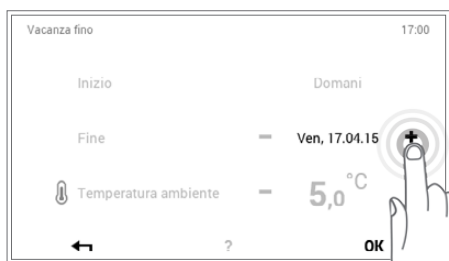 Vacanza fino 17:00
Inizio Domani
Fine - Ven, 17.04.15 +
Temperatura ambiente - 5,0 °C
? OK